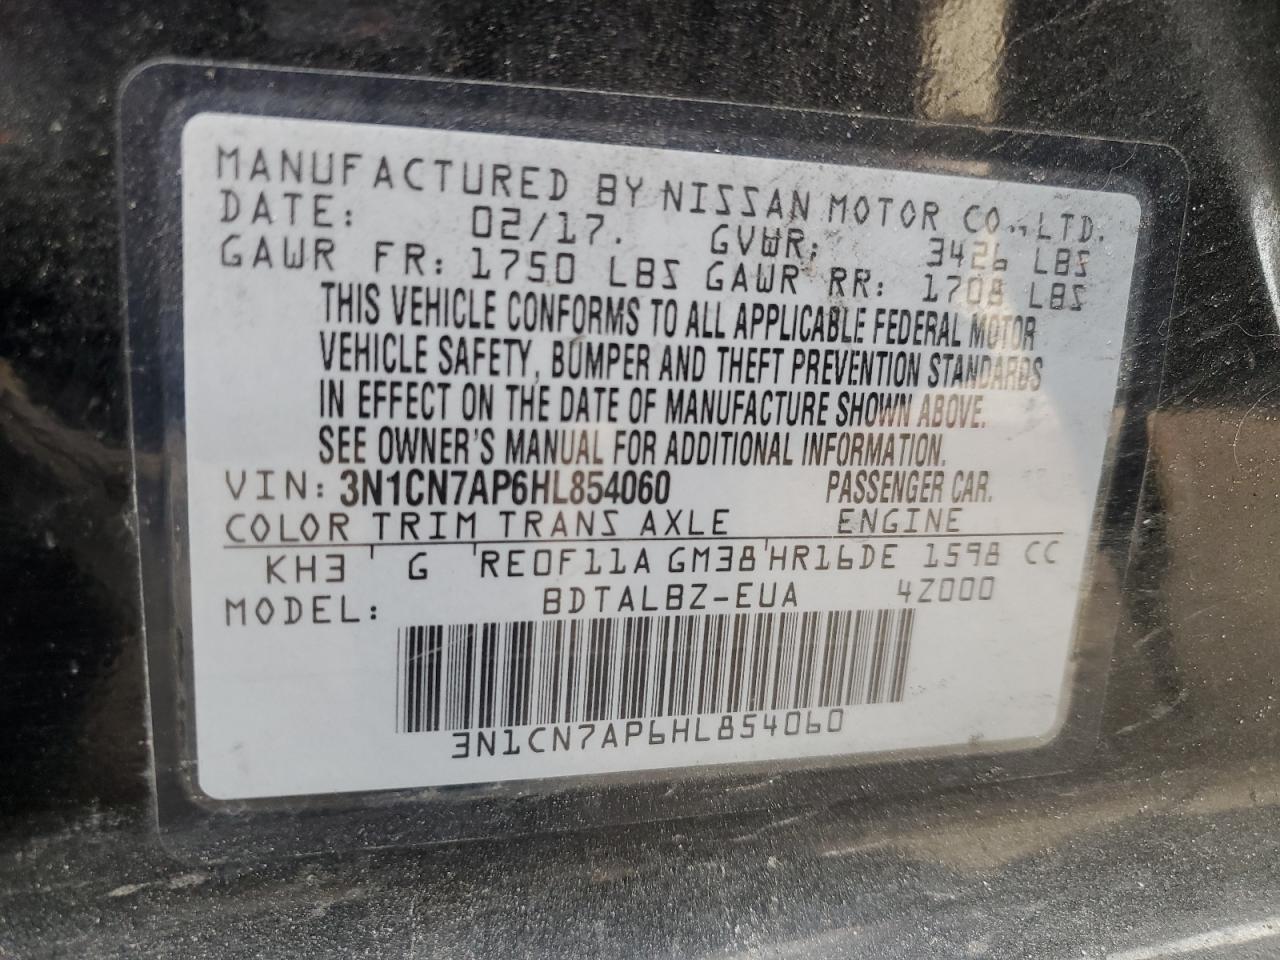 MANUFACTURED BY NISSAN MOTOR CO., LTD.
DATE: 02/17. GVWR: 3426 LBS
GAWR FR: 1750 LBS GAWR RR: 1708 LBS
THIS VEHICLE CONFORMS TO ALL APPLICABLE FEDERAL MOTOR
VEHICLE SAFETY, BUMPER AND THEFT PREVENTION STANDARDS
IN EFFECT ON THE DATE OF MANUFACTURE SHOWN ABOVE.
SEE OWNER'S MANUAL FOR ADDITIONAL INFORMATION.
VIN: 3N1CN7AP6HL854060 PASSENGER CAR.
COLOR TRIM TRANS AXLE ENGINE
KH3 G RE0F11A GM38 HR16DE 1598 CC
MODEL: BDTALBZ-EUA 4Z000
3N1CN7AP6HL854060